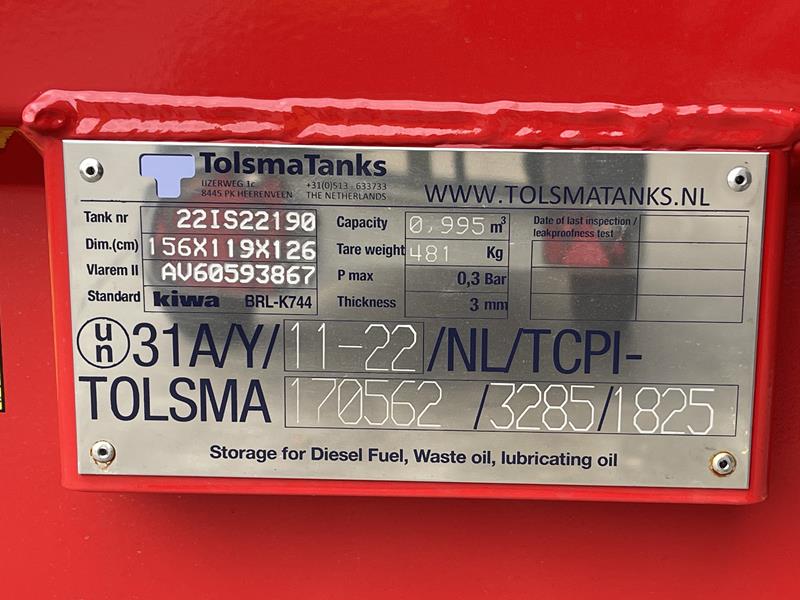 TolsmaTanks
IJZERWEG 1c +31(0)513 - 633733
8445 PK HEERENVEEN THE NETHERLANDS
WWW.TOLSMATANKS.NL
Tank nr 22IS22190 Capacity 0,995 m³ Date of last inspection / leakproofness test
Dim.(cm) 156X119X126 Tare weight 481 Kg
Vlarem II AV60593867 P max 0,3 Bar
Standard kiwa BRL-K744 Thickness 3 mm
un 31A/Y/ 11-22 /NL/TCPI-
TOLSMA 170562 /3285/1825
Storage for Diesel Fuel, Waste oil, lubricating oil